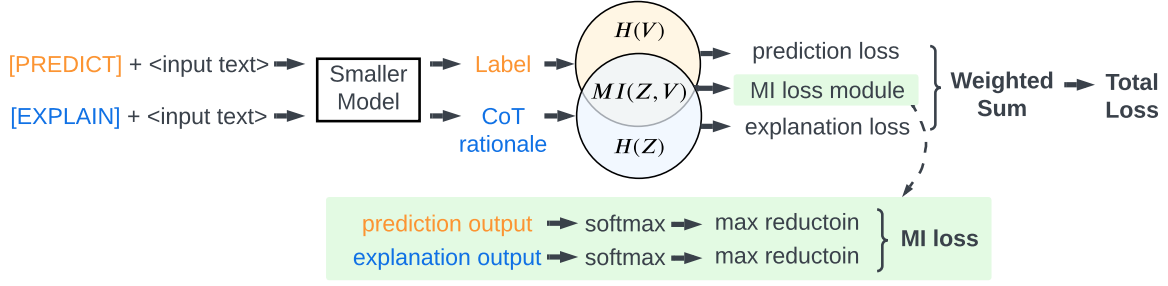 [PREDICT] + <input text>
[EXPLAIN] + <input text>
Smaller
Model
Label
CoT
rationale
H(V)
MI(Z,V)
H(Z)
prediction loss
MI loss module
explanation loss
Weighted
Sum
Total
Loss
prediction output softmax max reductoin
explanation output softmax max reductoin
MI loss